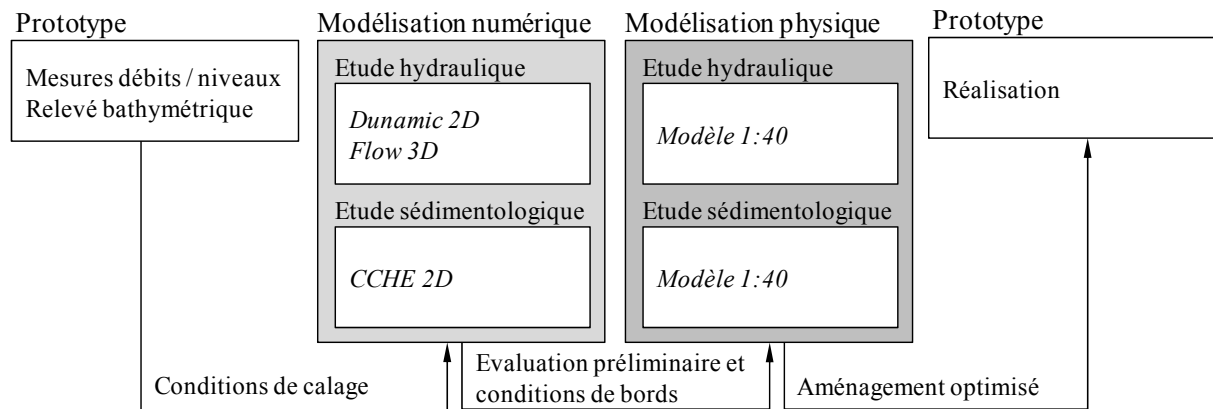 Prototype
Mesures débits / niveaux
Relevé bathymétrique
Conditions de calage
Modélisation numérique
Etude hydraulique
Dunamic 2D
Flow 3D
Etude sédimentologique
CCHE 2D
Evaluation préliminaire et
conditions de bords
Modélisation physique
Etude hydraulique
Modèle 1:40
Etude sédimentologique
Modèle 1:40
Aménagement optimisé
Prototype
Réalisation